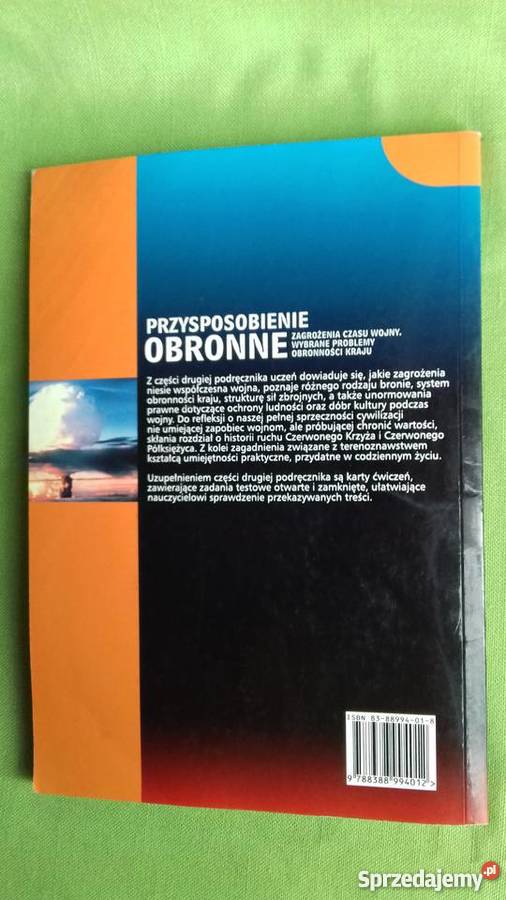 PRZYSPOSOBIENIE
OBRONNE
ZAGROŻENIA CZASU WOJNY.
WYBRANE PROBLEMY
OBRONNOŚCI KRAJU
Z części drugiej podręcznika uczeń dowiaduje się, jakie zagrożenia
niesie współczesna wojna, poznaje różnego rodzaju bronie, system
obronności kraju, strukturę sił zbrojnych, a także unormowania
prawne dotyczące ochrony ludności oraz dóbr kultury podczas
wojny. Do refleksji o naszej pełnej sprzeczności cywilizacji
nie umiejącej zapobiec wojnom, ale próbującej chronić wartości,
skłania rozdział o historii ruchu Czerwonego Krzyża i Czerwonego
Półksiężyca. Z kolei zagadnienia związane z terenoznawstwem
kształcą umiejętności praktyczne, przydatne w codziennym życiu.
Uzupełnieniem części drugiej podręcznika są karty ćwiczeń,
zawierające zadania testowe otwarte i zamknięte, ułatwiające
nauczycielowi sprawdzenie przekazywanych treści.
ISBN 83-88994-01-8
9 788388 994012 >
Sprzedajemy.pl